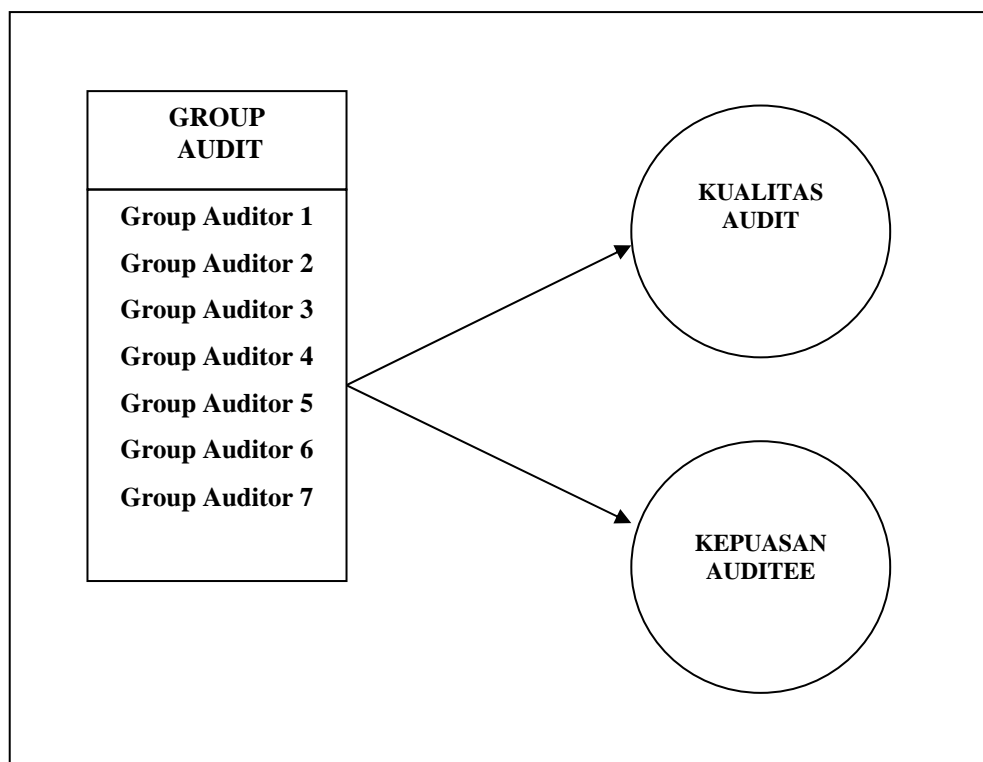 GROUP
AUDIT
Group Auditor 1
Group Auditor 2
Group Auditor 3
Group Auditor 4
Group Auditor 5
Group Auditor 6
Group Auditor 7
KUALITAS
AUDIT
KEPUASAN
AUDITEE